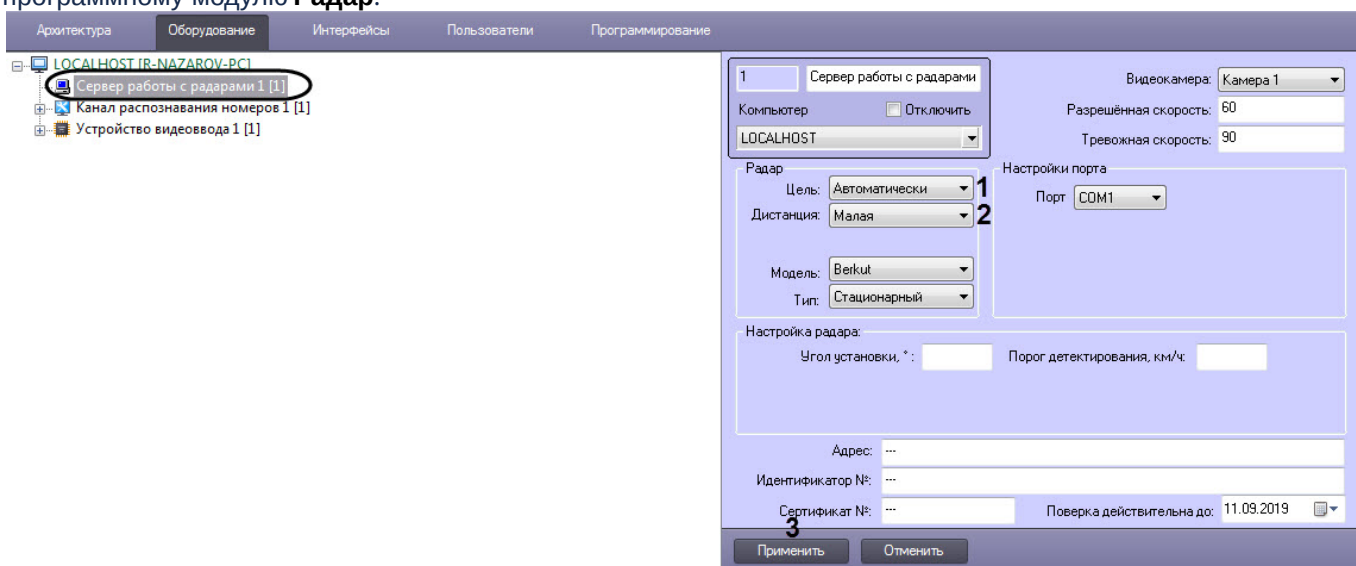 программному модулю Радар.
Архитектура Оборудование Интерфейсы Пользователи Программирование
LOCALHOST [R-NAZAROV-PC]
Сервер работы с радарами 1 [1]
Канал распознавания номеров 1 [1]
Устройство видеоввода 1 [1]
1 Сервер работы с радарами
Компьютер Отключить
LOCALHOST
Видеокамера: Камера 1
Разрешённая скорость: 60
Тревожная скорость: 90
Радар
Цель: Автоматически 1
Дистанция: Малая 2
Модель: Berkut
Тип: Стационарный
Настройки порта
Порт COM1
Настройка радара:
Угол установки, ° : Порог детектирования, км/ч:
Адрес: ---
Идентификатор №: ---
Сертификат №: --- Поверка действительна до: 11.09.2019
3
Применить Отменить